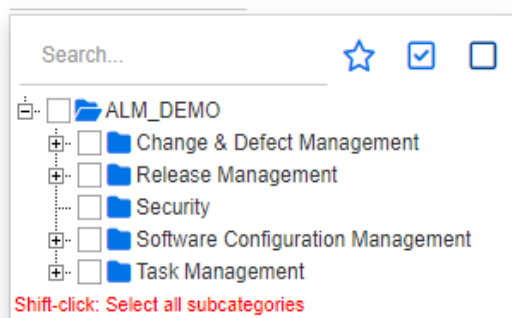 Search...
ALM_DEMO
Change & Defect Management
Release Management
Security
Software Configuration Management
Task Management
Shift-click: Select all subcategories